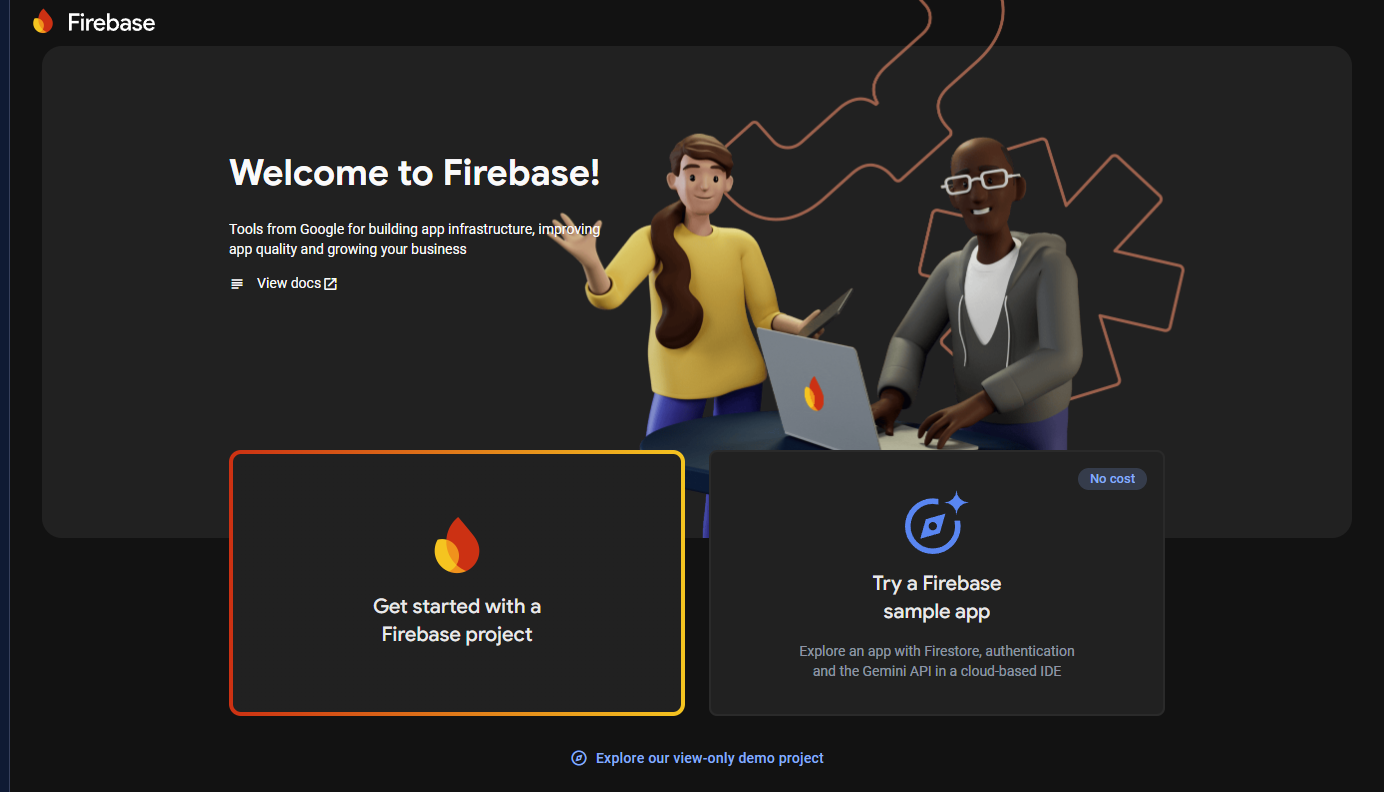 Firebase
Welcome to Firebase!
Tools from Google for building app infrastructure, improving
app quality and growing your business
View docs
Get started with a
Firebase project
No cost
Try a Firebase
sample app
Explore an app with Firestore, authentication
and the Gemini API in a cloud-based IDE
Explore our view-only demo project